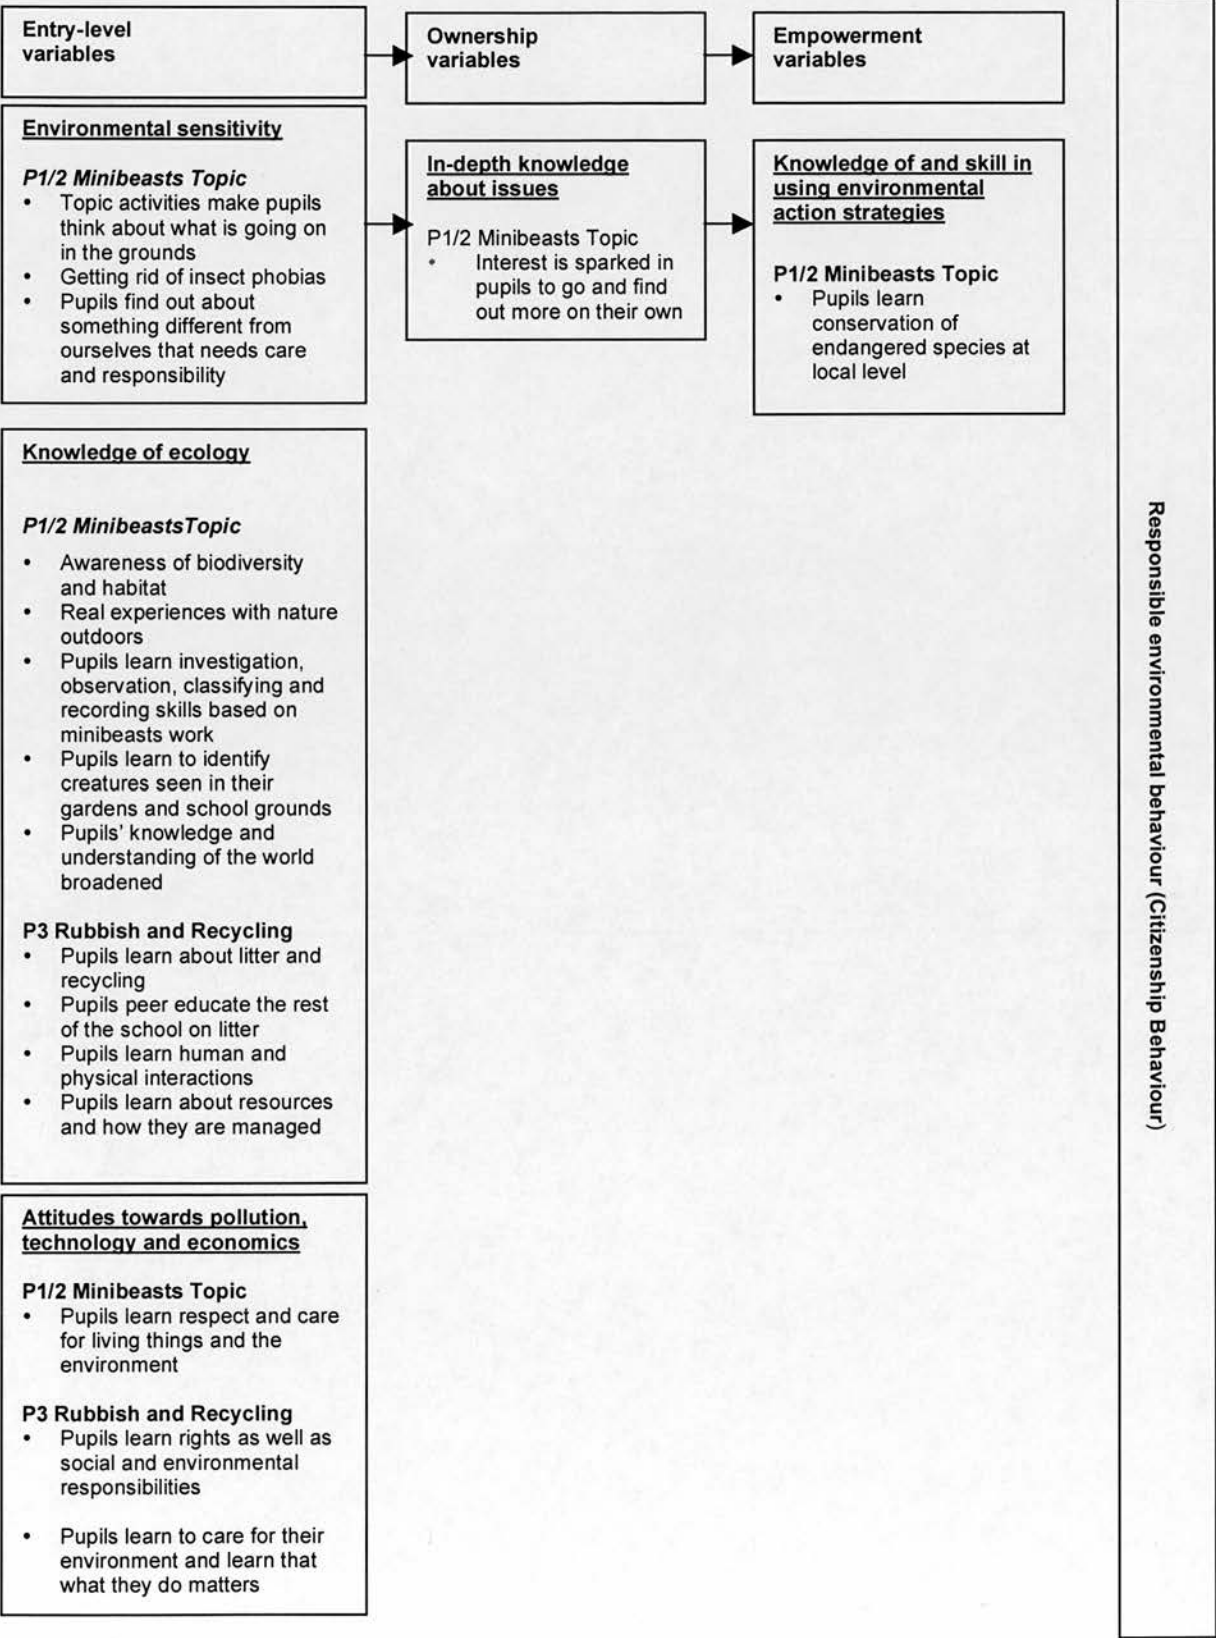 Entry-level
variables
Ownership
variables
Empowerment
variables
Environmental sensitivity
P1/2 Minibeasts Topic
• Topic activities make pupils
think about what is going on
in the grounds
• Getting rid of insect phobias
• Pupils find out about
something different from
ourselves that needs care
and responsibility
In-depth knowledge
about issues
P1/2 Minibeasts Topic
• Interest is sparked in
pupils to go and find
out more on their own
Knowledge of and skill in
using environmental
action strategies
P1/2 Minibeasts Topic
• Pupils learn
conservation of
endangered species at
local level
Knowledge of ecology
P1/2 MinibeastsTopic
• Awareness of biodiversity
and habitat
• Real experiences with nature
outdoors
• Pupils learn investigation,
observation, classifying and
recording skills based on
minibeasts work
• Pupils learn to identify
creatures seen in their
gardens and school grounds
• Pupils' knowledge and
understanding of the world
broadened
P3 Rubbish and Recycling
• Pupils learn about litter and
recycling
• Pupils peer educate the rest
of the school on litter
• Pupils learn human and
physical interactions
• Pupils learn about resources
and how they are managed
Attitudes towards pollution,
technology and economics
P1/2 Minibeasts Topic
• Pupils learn respect and care
for living things and the
environment
P3 Rubbish and Recycling
• Pupils learn rights as well as
social and environmental
responsibilities
• Pupils learn to care for their
environment and learn that
what they do matters
Responsible environmental behaviour (Citizenship Behaviour)